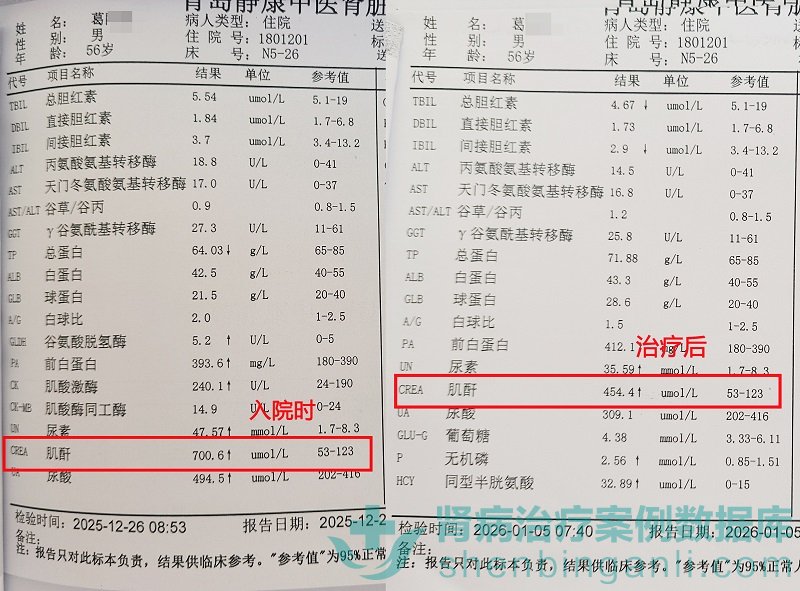 青岛静康中医肾脏
姓 名: 葛
病人类型: 住院
送
性 别: 男
住 院 号: 1801201
标
年 龄: 56岁
床 号: N5-26
送
代号 项目名称 结果 单位 参考值
TBIL 总胆红素 5.54 umol/L 5.1-19
DBIL 直接胆红素 1.84 umol/L 1.7-6.8
IBIL 间接胆红素 3.7 umol/L 3.4-13.2
ALT 丙氨酸氨基转移酶 18.8 U/L 0-41
AST 天门冬氨酸氨基转移酶 17.0 U/L 0-37
AST/ALT 谷草/谷丙 0.9 0.8-1.5
GGT γ谷氨酰基转移酶 27.3 U/L 11-61
TP 总蛋白 64.03↓ g/L 65-85
ALB 白蛋白 42.5 g/L 40-55
GLB 球蛋白 21.5 g/L 20-40
A/G 白球比 2.0 1-2.5
GLDH 谷氨酸脱氢酶 5.2 ↑ U/L 0-5
PA 前白蛋白 393.6↑ mg/L 180-390
CK 肌酸激酶 240.1↑ U/L 24-190
CK-MB 肌酸酶同工酶 14.9 U/L 0-24
入院时
UN 尿素 47.57↑ mmol/L 1.7-8.3
CREA 肌酐 700.6↑ umol/L 53-123
UA 尿酸 494.5↑ umol/L 202-416
检验时间: 2025-12-26 08:53 报告日期: 2025-12-2
备注:
注: 报告只对此标本负责，结果供临床参考。"参考值"为95%正常
姓 名: 葛
病人类型: 住院
送
性 别: 男
住 院 号: 1801201
标
年 龄: 56岁
床 号: N5-26
送
代号 项目名称 结果 单位 参考值
TBIL 总胆红素 4.67 ↓ umol/L 5.1-19
DBIL 直接胆红素 1.73 umol/L 1.7-6.8
IBIL 间接胆红素 2.9 ↓ umol/L 3.4-13.2
ALT 丙氨酸氨基转移酶 14.5 U/L 0-41
AST 天门冬氨酸氨基转移酶 16.8 U/L 0-37
AST/ALT 谷草/谷丙 1.2 0.8-1.5
GGT γ谷氨酰基转移酶 25.8 U/L 11-61
TP 总蛋白 71.88 g/L 65-85
ALB 白蛋白 43.3 g/L 40-55
GLB 球蛋白 28.6 g/L 20-40
A/G 白球比 1.5 1-2.5
PA 前白蛋白 412.1 mg/L 180-390
治疗后
UN 尿素 35.59↑ mmol/L 1.7-8.3
CREA 肌酐 454.4↑ umol/L 53-123
UA 尿酸 309.1 umol/L 202-416
GLU-G 葡萄糖 4.38 mmol/L 3.33-6.11
P 无机磷 2.56 ↑ mmol/L 0.85-1.51
HCY 同型半胱氨酸 32.89↑ umol/L 0-15
检验时间: 2026-01-05 07:40 报告日期: 2026-01-05
备注:
注: 报告只对此标本负责，结果供临床参考。"参考值"为95%正常人
肾病治疗案例数据库
shenbinganli.com